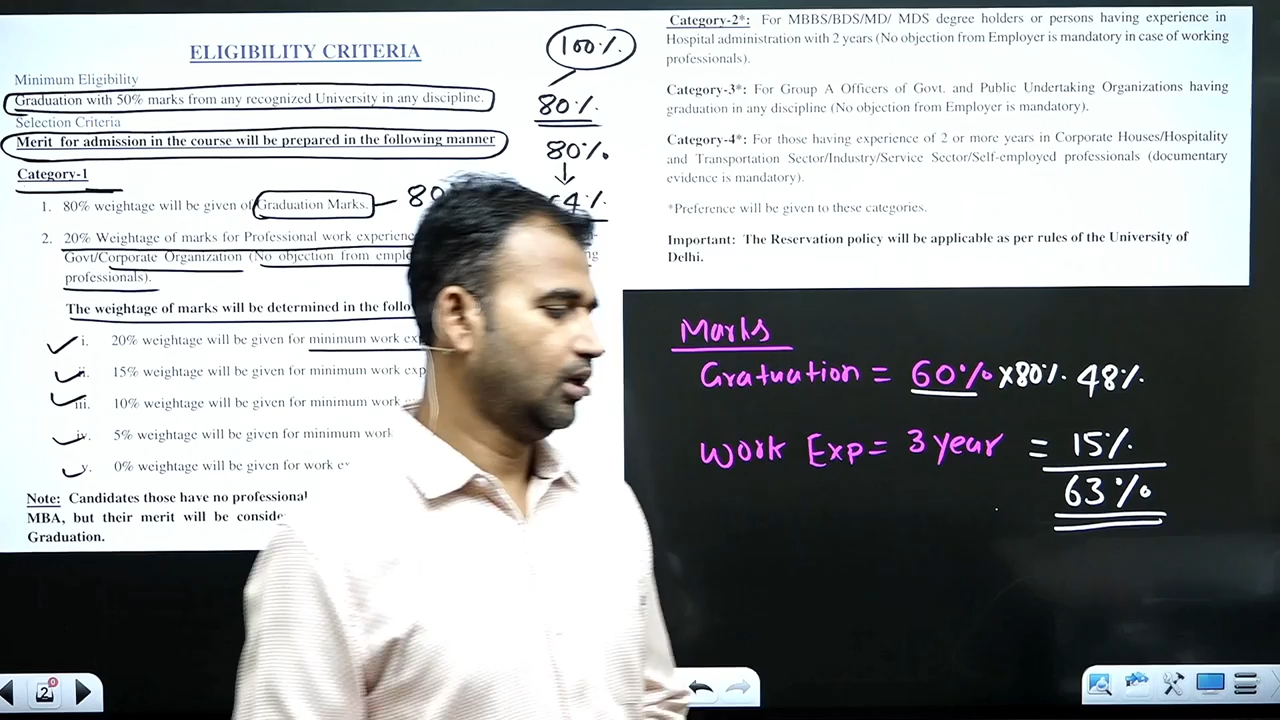 ELIGIBILITY CRITERIA
Minimum Eligibility
Graduation with 50% marks from any recognized University in any discipline.
Selection Criteria
Merit for admission in the course will be prepared in the following manner
Category-1
1. 80% weightage will be given of Graduation Marks.
2. 20% Weightage of marks for Professional work experience
Govt/Corporate Organization (No objection from
professionals).
The weightage of marks will be determined in the
i. 20% weightage will be given for minimum work
ii. 15% weightage will be given for minimum work
iii. 10% weightage will be given for minimum work
iv. 5% weightage will be given for minimum work
v. 0% weightage will be given for work
Note: Candidates those have no professional
MBA, but their merit will be
Graduation.
100%
80%
80%
↓
4%
80
Category-2*: For MBBS/BDS/MD/ MDS degree holders or persons having experience in
Hospital administration with 2 years (No objection from Employer is mandatory in case of working
professionals).
Category-3*: For Group A Officers of Govt. and Public Undertaking Organizations having
graduation in any discipline (No objection from Employer is mandatory).
Category-4*: For those having experience of 2 or more years in Corporate Houses/Hospitality
and Transportation Sector/Industry/Service Sector/Self-employed professionals (documentary
evidence is mandatory).
*Preference will be given to these categories.
Important: The Reservation policy will be applicable as per rules of the University of
Delhi.
Marks
Gratuation = 60% x80% 48%
Work Exp = 3 year = 15%
63%
2
0